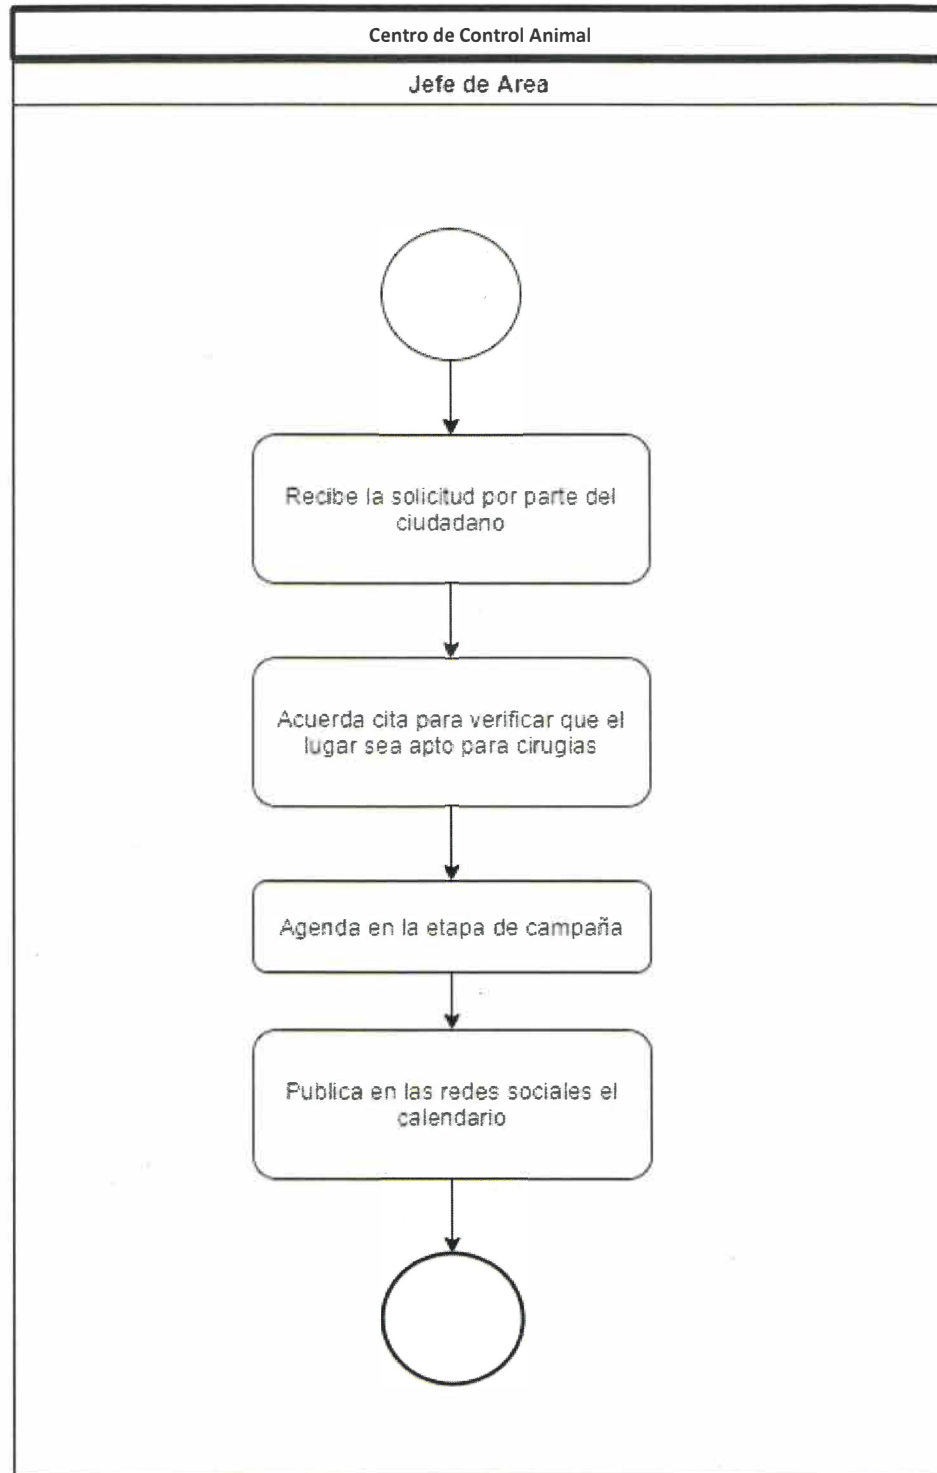 Centro de Control Animal
Jefe de Area
Recibe la solicitud por parte del
ciudadano
Acuerda cita para verificar que el
lugar sea apto para cirugias
Agenda en la etapa de campaña
Publica en las redes sociales el
calendario